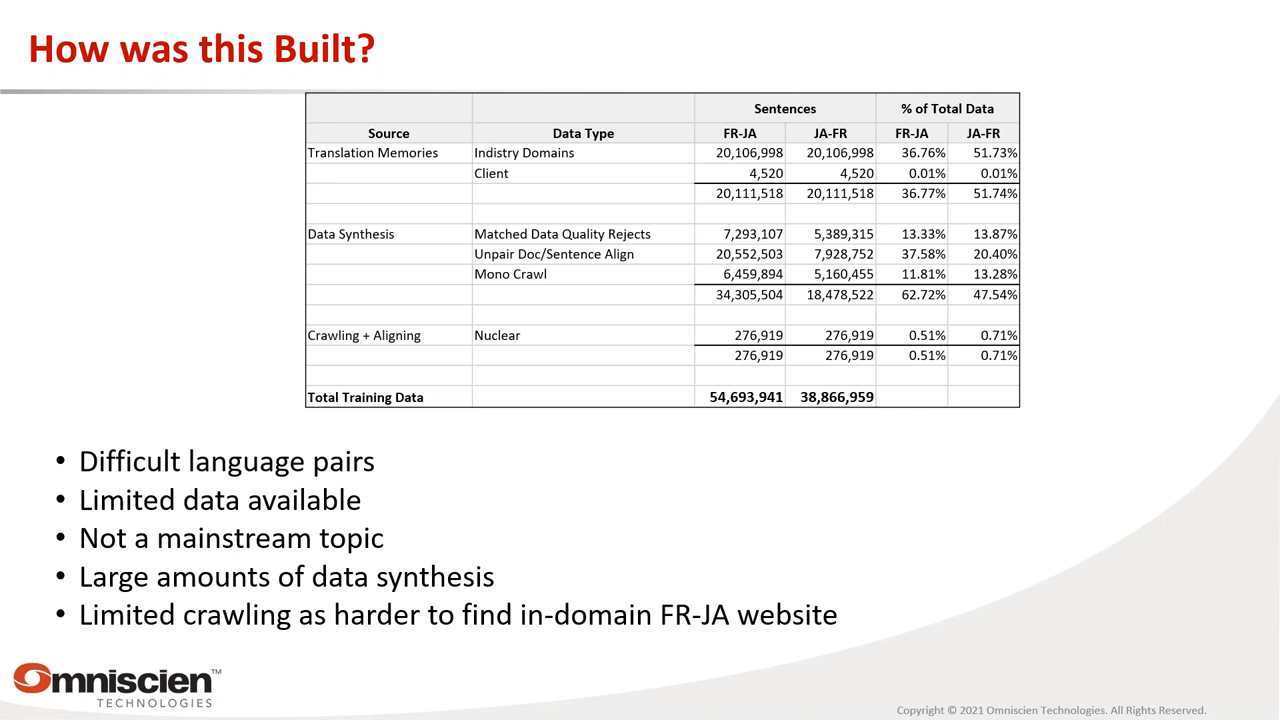 How was this Built?
Sentences % of Total Data
Source Data Type FR-JA JA-FR FR-JA JA-FR
Translation Memories Indistry Domains 20,106,998 20,106,998 36.76% 51.73%
Client 4,520 4,520 0.01% 0.01%
20,111,518 20,111,518 36.77% 51.74%
Data Synthesis Matched Data Quality Rejects 7,293,107 5,389,315 13.33% 13.87%
Unpair Doc/Sentence Align 20,552,503 7,928,752 37.58% 20.40%
Mono Crawl 6,459,894 5,160,455 11.81% 13.28%
34,305,504 18,478,522 62.72% 47.54%
Crawling + Aligning Nuclear 276,919 276,919 0.51% 0.71%
276,919 276,919 0.51% 0.71%
Total Training Data 54,693,941 38,866,959
• Difficult language pairs
• Limited data available
• Not a mainstream topic
• Large amounts of data synthesis
• Limited crawling as harder to find in-domain FR-JA website
Omniscien™
TECHNOLOGIES
Copyright © 2021 Omniscien Technologies. All Rights Reserved.